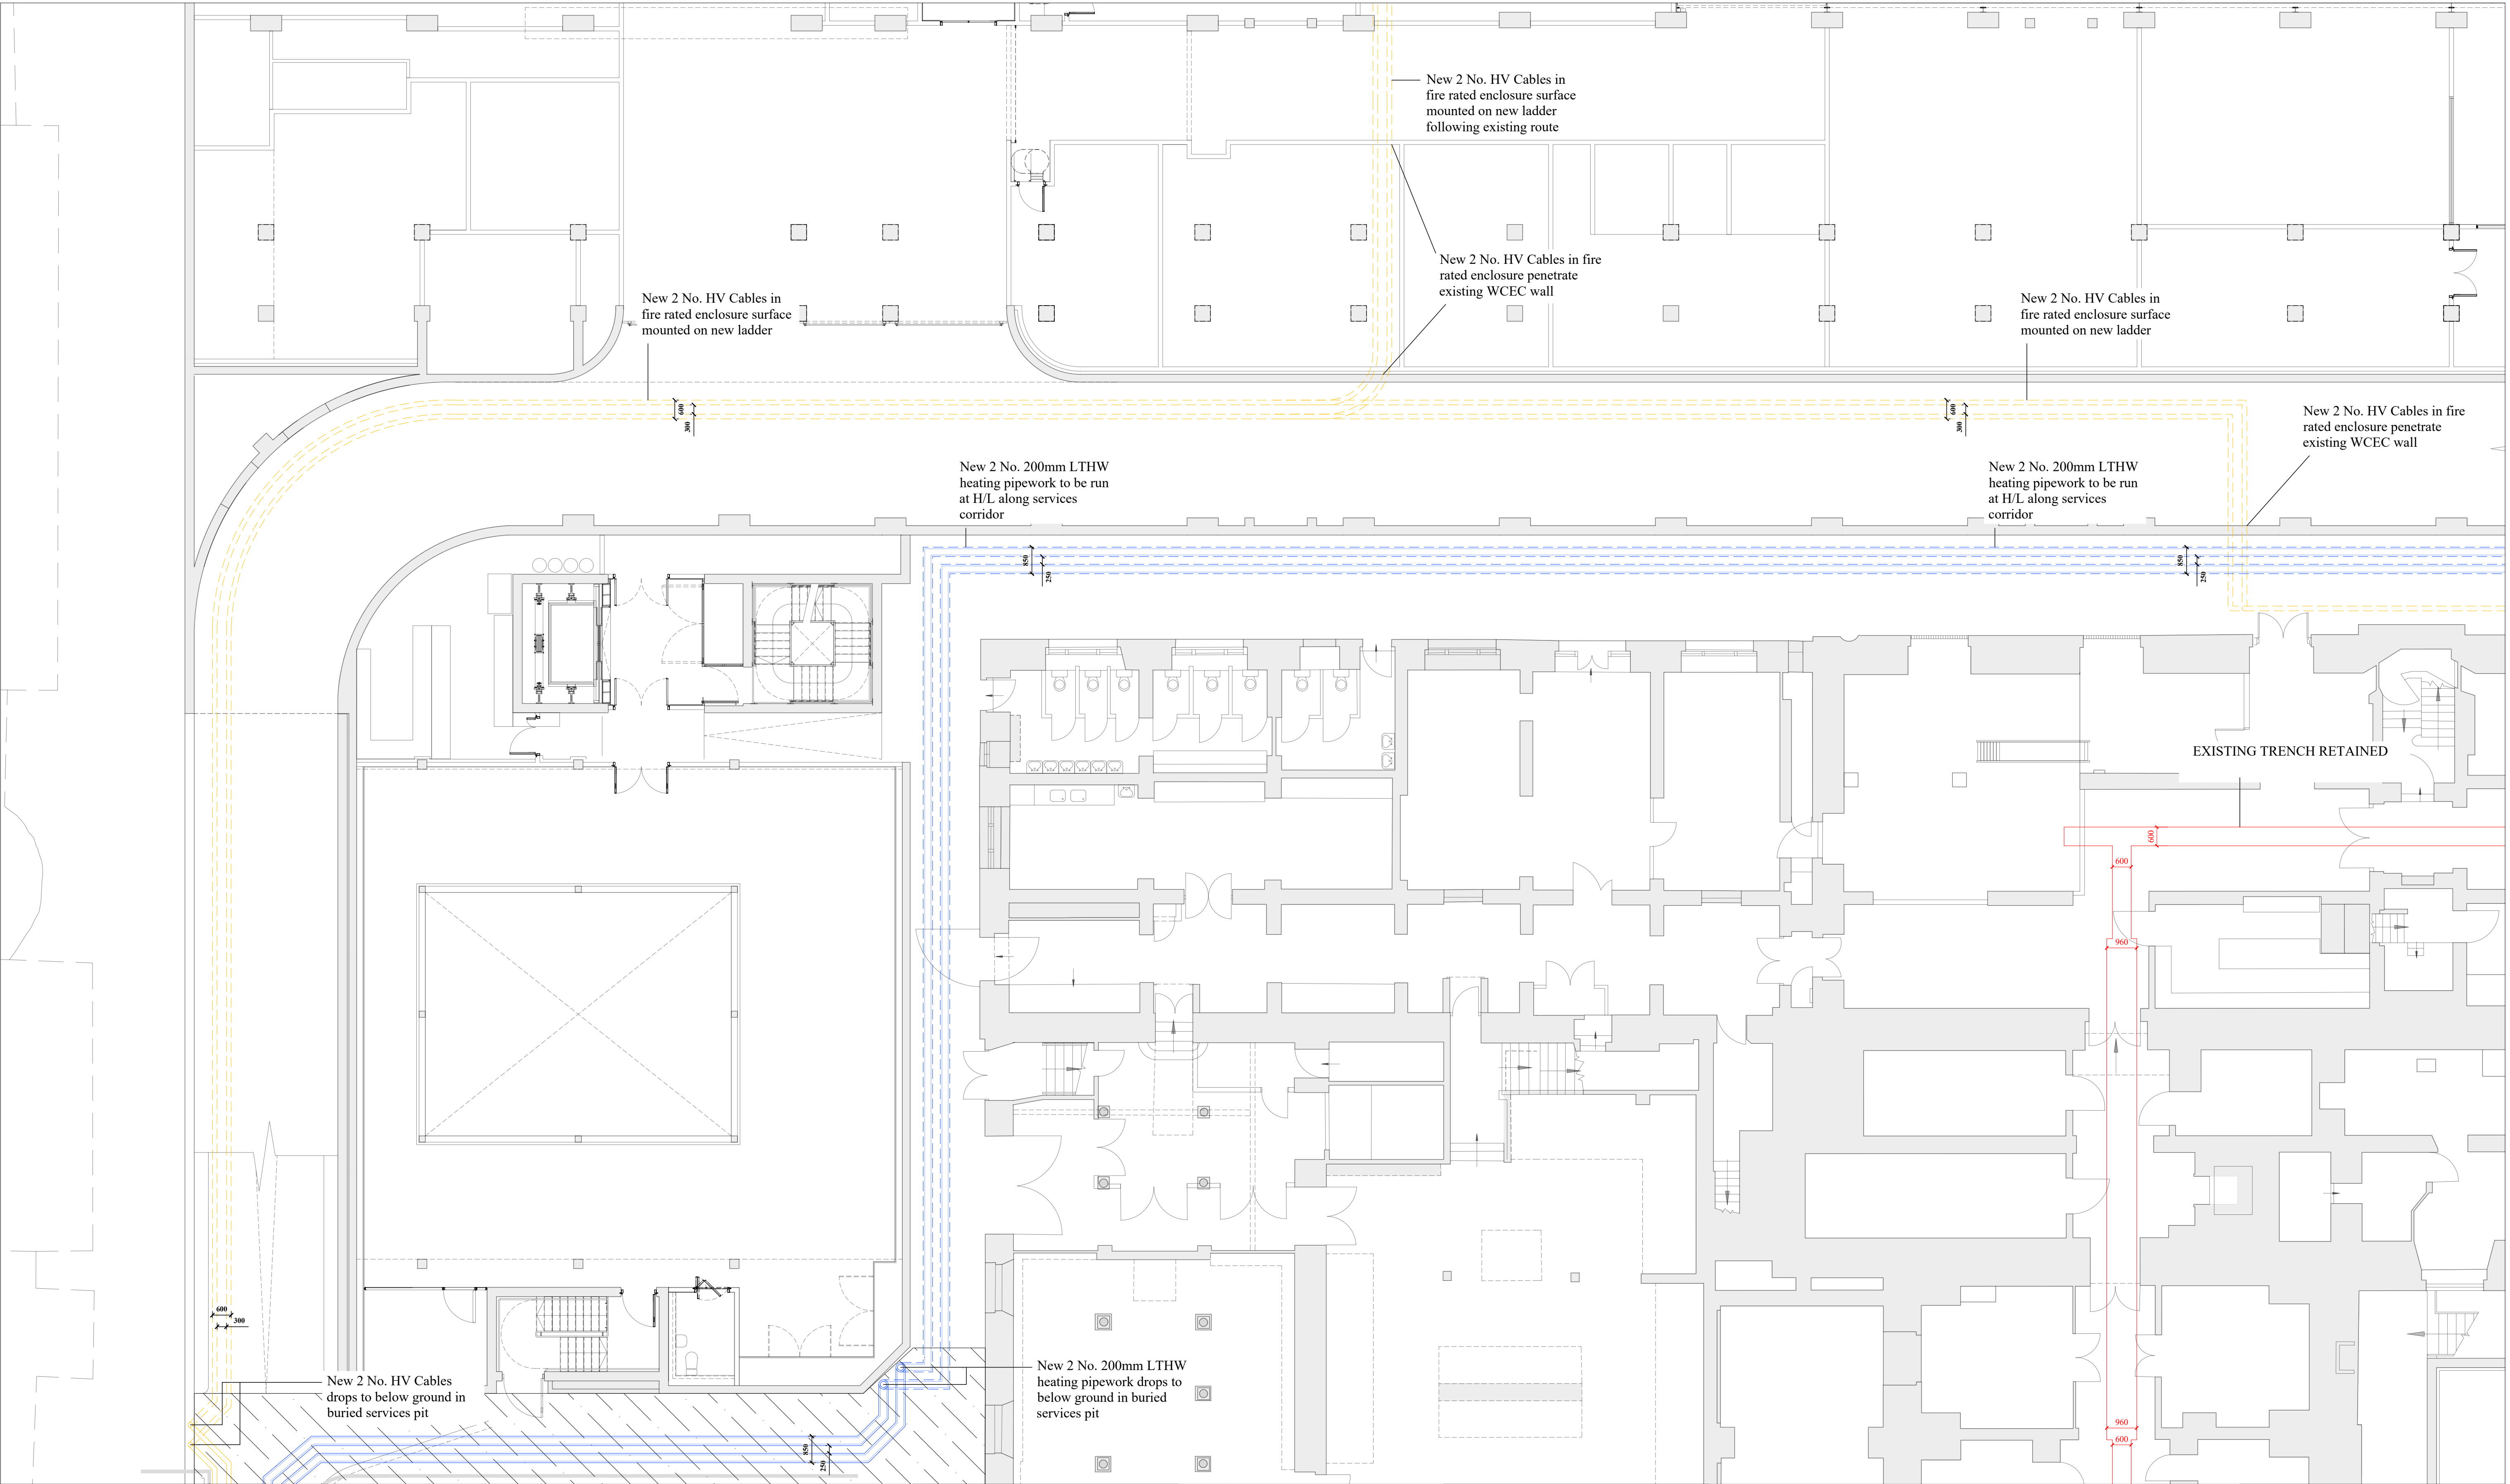 New 2 No. HV Cables in
fire rated enclosure surface
mounted on new ladder
following existing route
New 2 No. HV Cables in fire
rated enclosure penetrate
existing WCEC wall
New 2 No. HV Cables in
fire rated enclosure surface
mounted on new ladder
New 2 No. HV Cables in
fire rated enclosure surface
mounted on new ladder
600
300
600
300
New 2 No. HV Cables in fire
rated enclosure penetrate
existing WCEC wall
New 2 No. 200mm LTHW
heating pipework to be run
at H/L along services
corridor
New 2 No. 200mm LTHW
heating pipework to be run
at H/L along services
corridor
850
250
850
250
EXISTING TRENCH RETAINED
600
600
960
600
300
New 2 No. HV Cables
drops to below ground in
buried services pit
New 2 No. 200mm LTHW
heating pipework drops to
below ground in buried
services pit
850
250
960
600